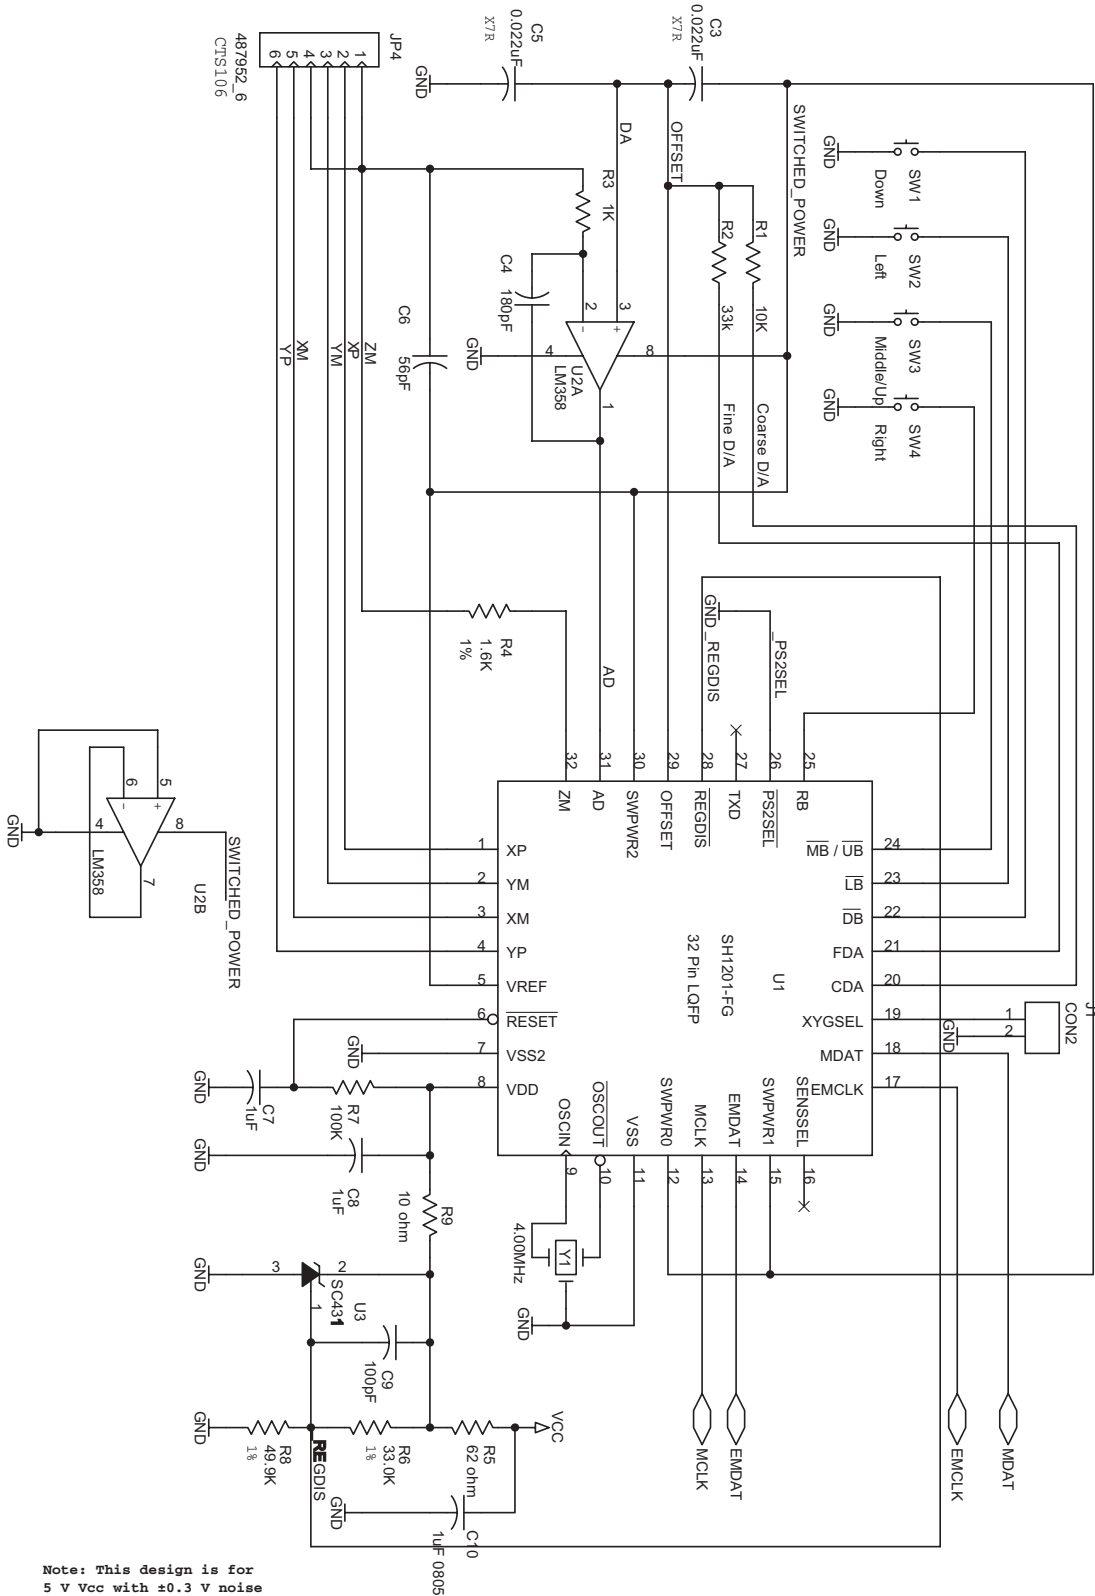 C5
0.022uF
X7R
C3
0.022uF
X7R
JP4
1
2
3
4
5
6
487952_6
CTS106
GND
DA
OFFSET
SWITCHED_POWER
GND
SW1
Down
GND
SW2
Left
GND
SW3
Middle/Up
GND
SW4
Right
R3 1K
R2
33k
R1
10K
Fine D/A
Coarse D/A
C4
180pF
2
3
4
8
1
U2A
LM358
GND
C6
56pF
ZM
XP
YM
XM
YP
R4
1.6K
1%
AD
GND
_REGDIS
_PS2SEL
32
31
30
29
28
27
26
25
ZM
AD
SWPWR2
OFFSET
REGDIS
TXD
PS2SEL
RB
1 XP
2 YM
3 XM
4 YP
5 VREF
6 RESET
7 VSS2
8 VDD
MB / UB 24
LB 23
DB 22
FDA 21
CDA 20
XYGSEL 19
MDAT 18
EMCLK 17
U1
SH1201-FG
32 Pin LQFP
OSCIN
OSCOUT
VSS
SWPWR0
MCLK
EMDAT
SWPWR1
SENSSEL
9
10
11
12
13
14
15
16
J1
CON2
1
2
GND
5
6
4
8
7
LM358
U2B
SWITCHED_POWER
GND
GND
GND
C7
1uF
R7
100K
GND
C8
1uF
R9
10 ohm
4.00MHz
Y1
GND
GND
3
2
1
SC431
U3
C9
100pF
GND
R8
49.9K
1%
REGDIS
R6
33.0K
1%
R5
62 ohm
VCC
GND
C10
1uF 0805
MCLK
EMDAT
EMCLK
MDAT
Note: This design is for
5 V Vcc with ±0.3 V noise